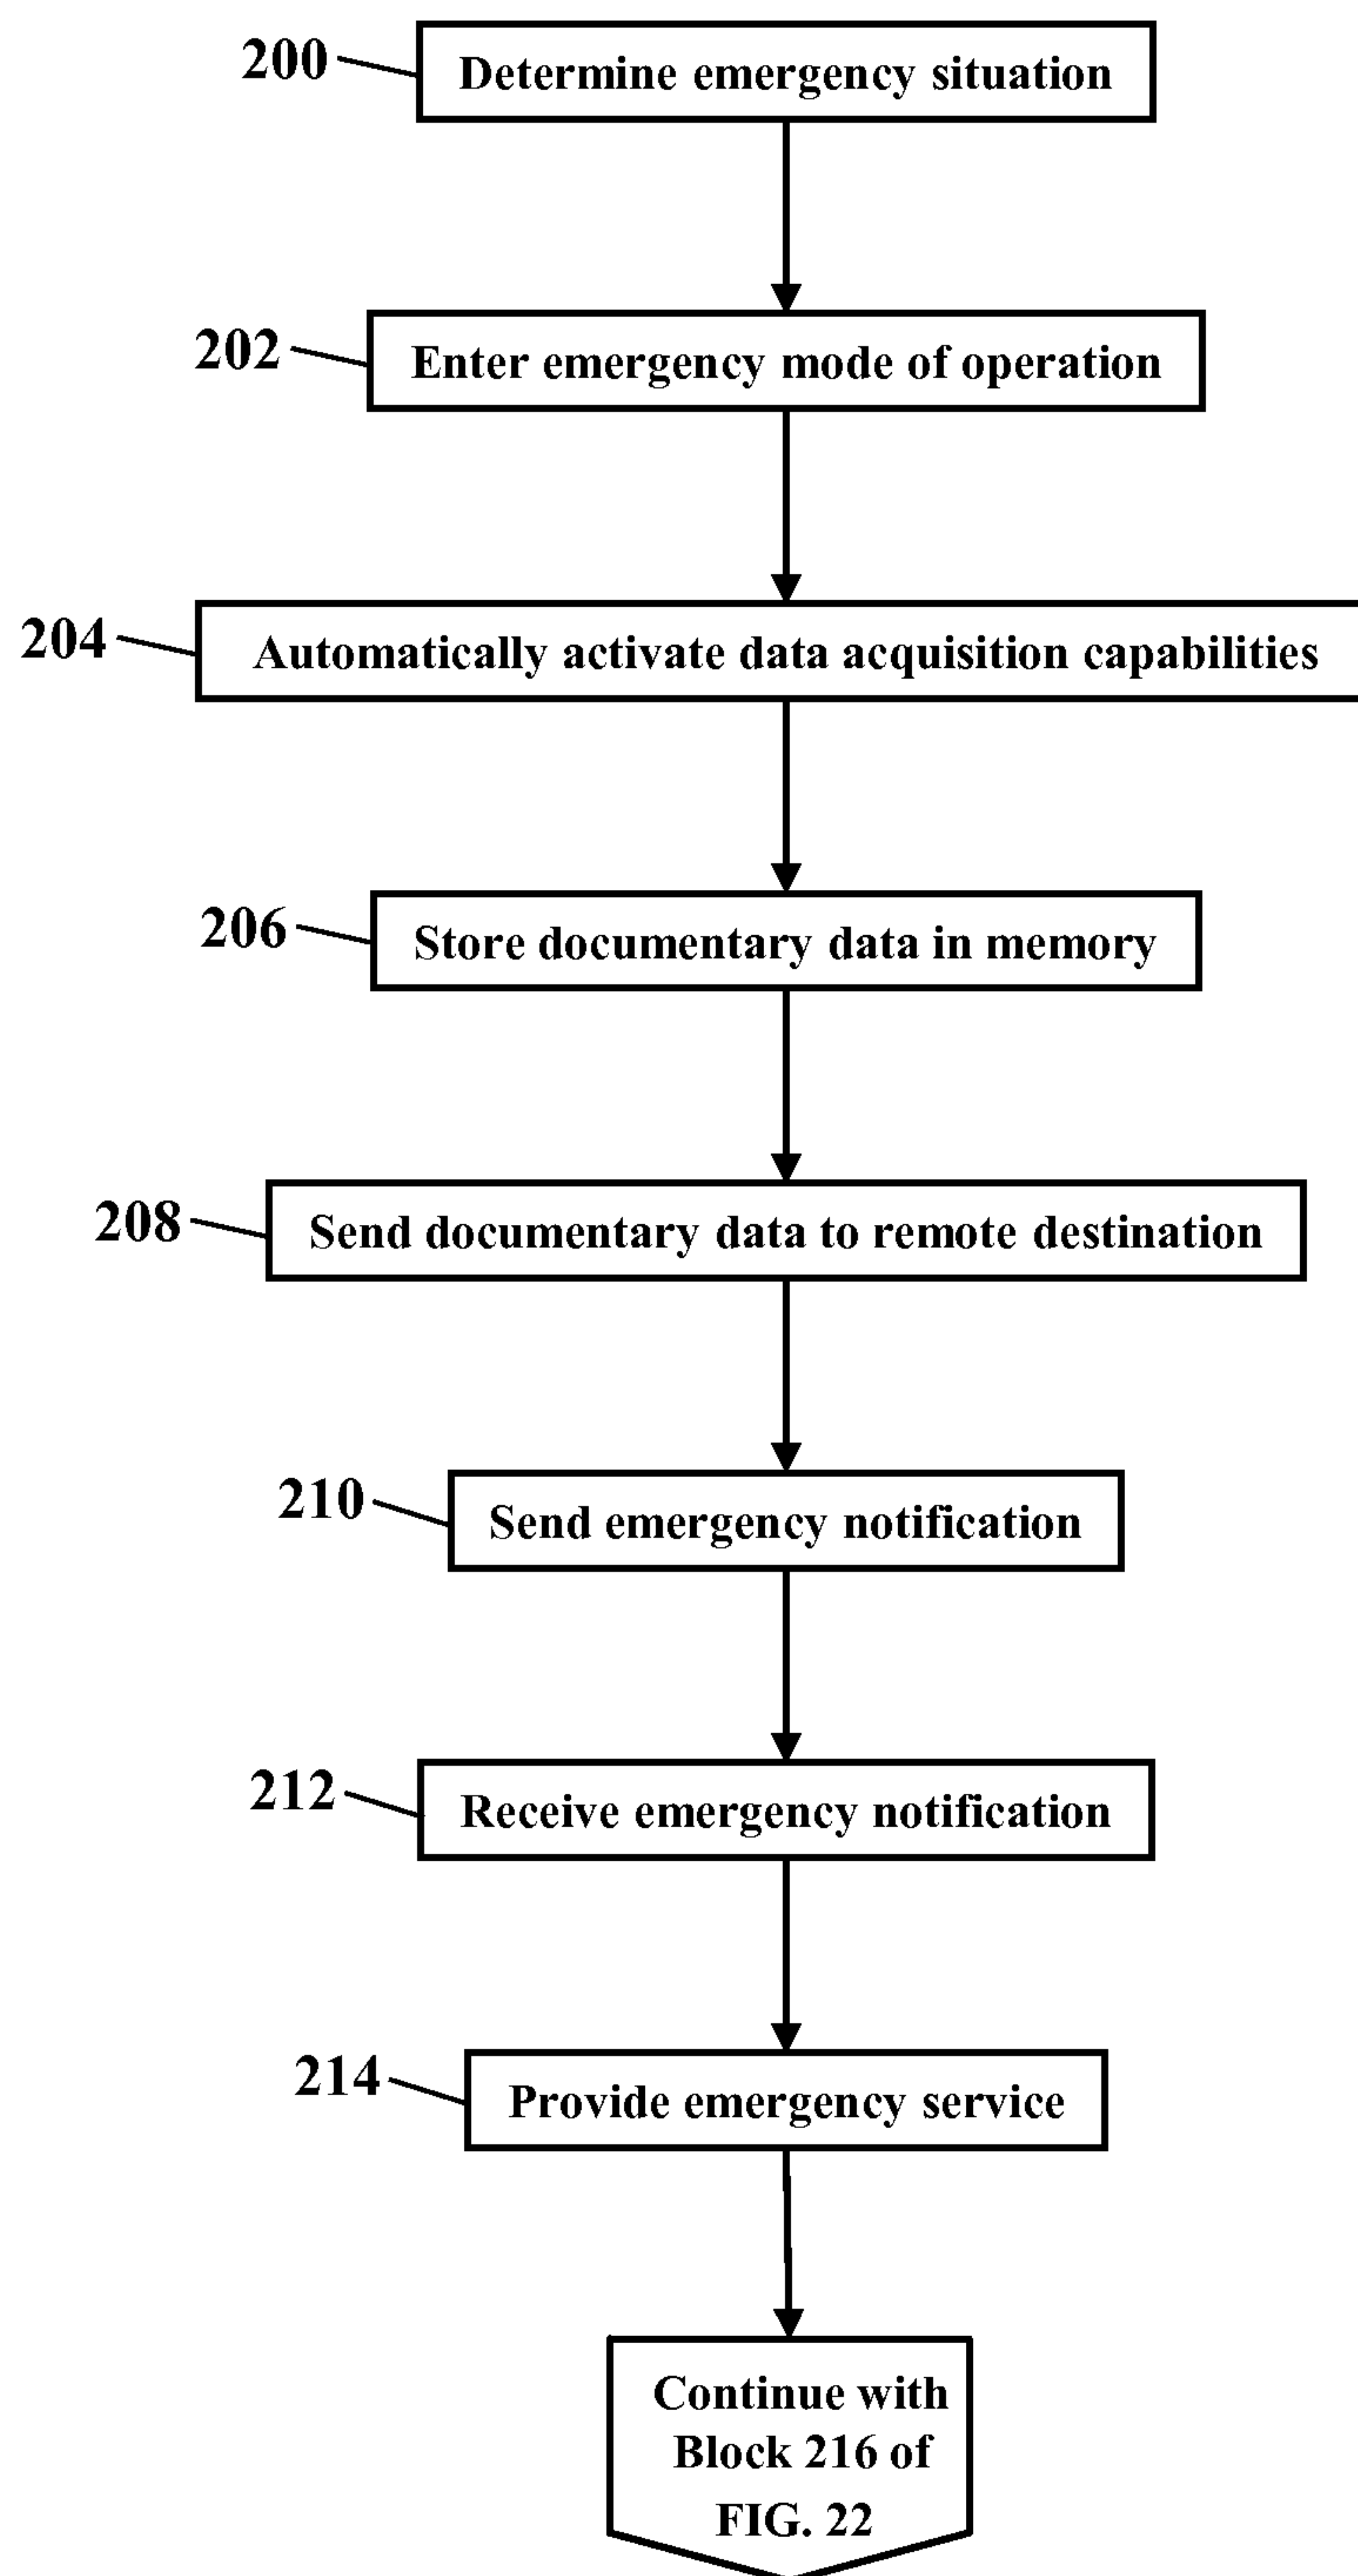 200
Determine emergency situation
202
Enter emergency mode of operation
204
Automatically activate data acquisition capabilities
206
Store documentary data in memory
208
Send documentary data to remote destination
210
Send emergency notification
212
Receive emergency notification
214
Provide emergency service
Continue with
Block 216 of
FIG. 22